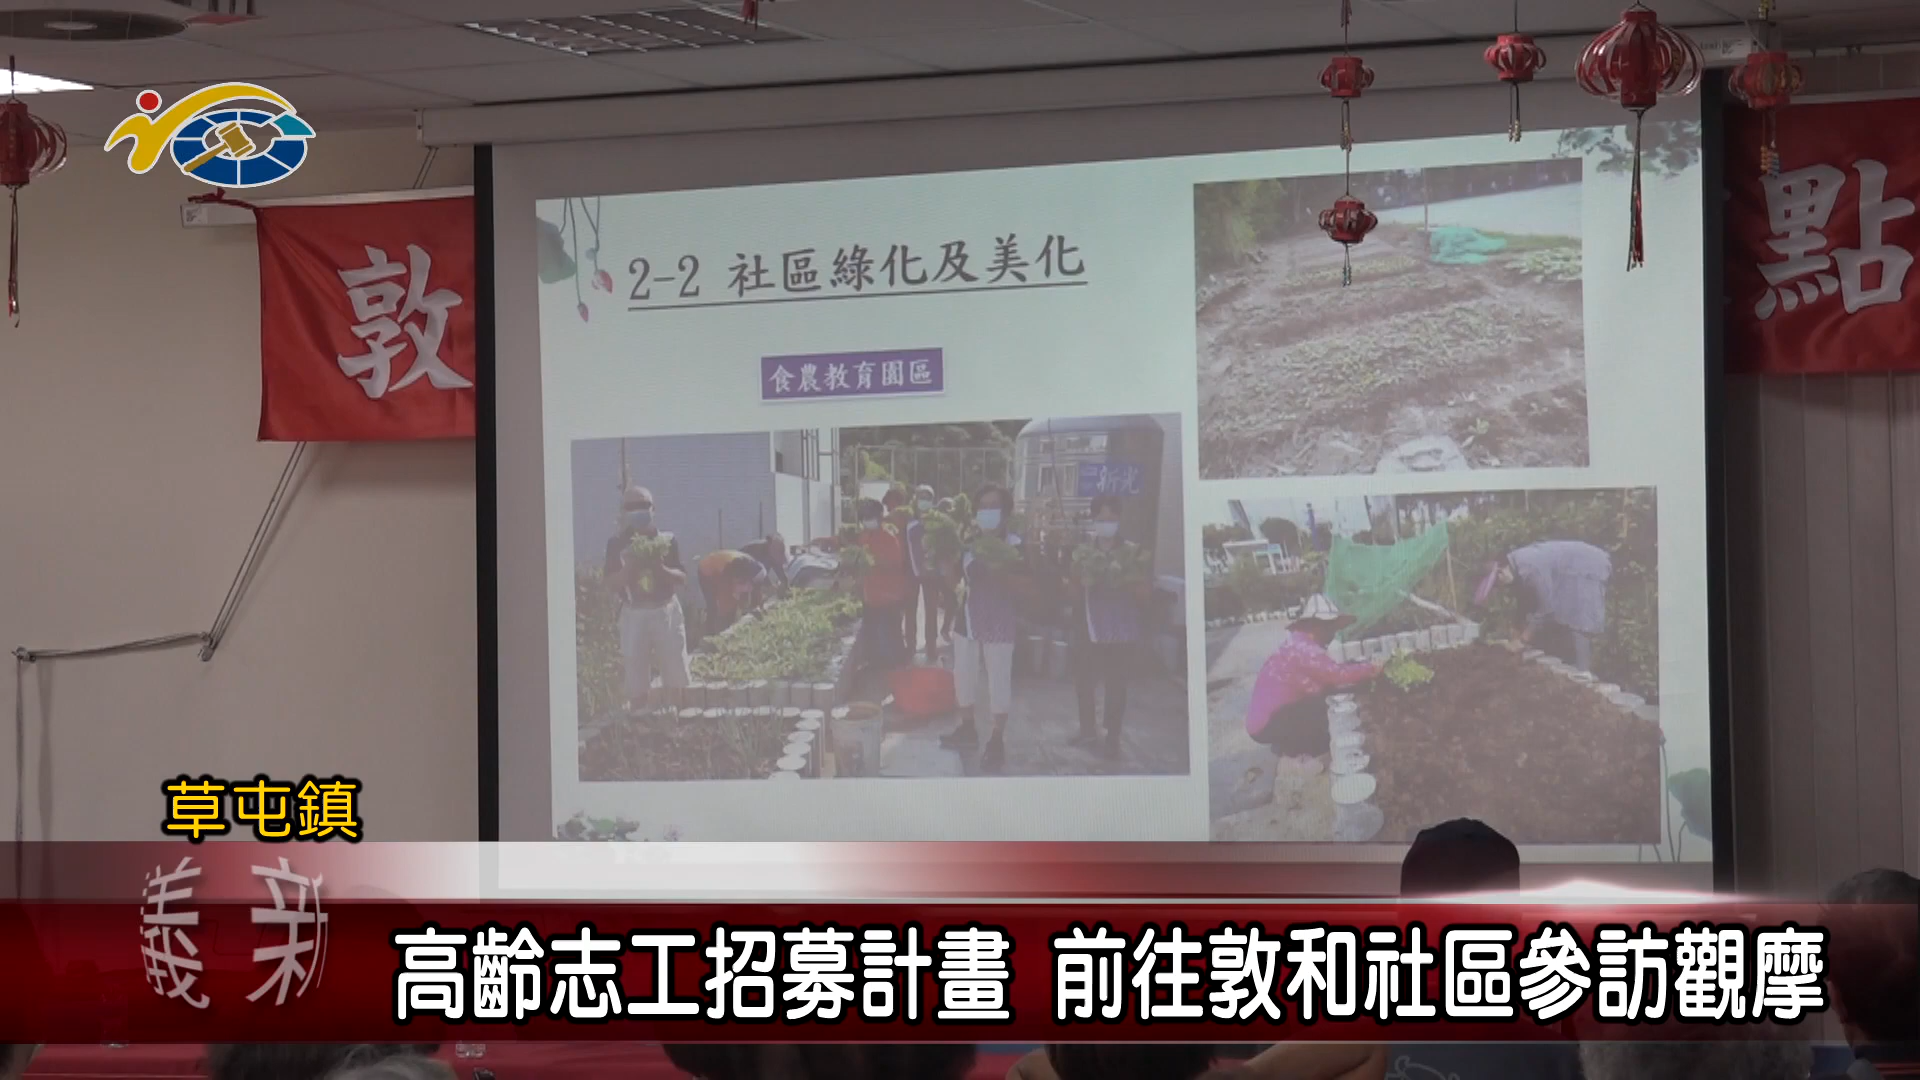 敦
點
2-2 社區綠化及美化
食農教育園區
新光
草屯鎮
義 新
高齡志工招募計畫 前往敦和社區參訪觀摩